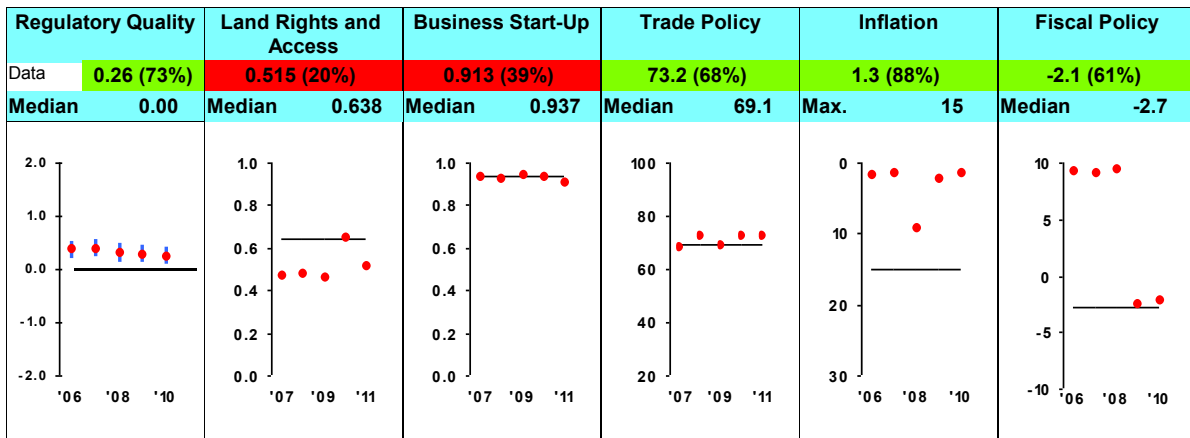 Regulatory Quality
Land Rights and
Access
Business Start-Up
Trade Policy
Inflation
Fiscal Policy
Data 0.26 (73%)
0.515 (20%)
0.913 (39%)
73.2 (68%)
1.3 (88%)
-2.1 (61%)
Median 0.00
Median 0.638
Median 0.937
Median 69.1
Max. 15
Median -2.7
2.0
1.0
0.0
-1.0
-2.0
'06 '08 '10
1.0
0.8
0.6
0.4
0.2
0.0
'07 '09 '11
1.0
0.8
0.6
0.4
0.2
0.0
'07 '09 '11
100
80
60
40
20
'07 '09 '11
0
10
20
30
'06 '08 '10
10
5
0
-5
-10
'06 '08 '10